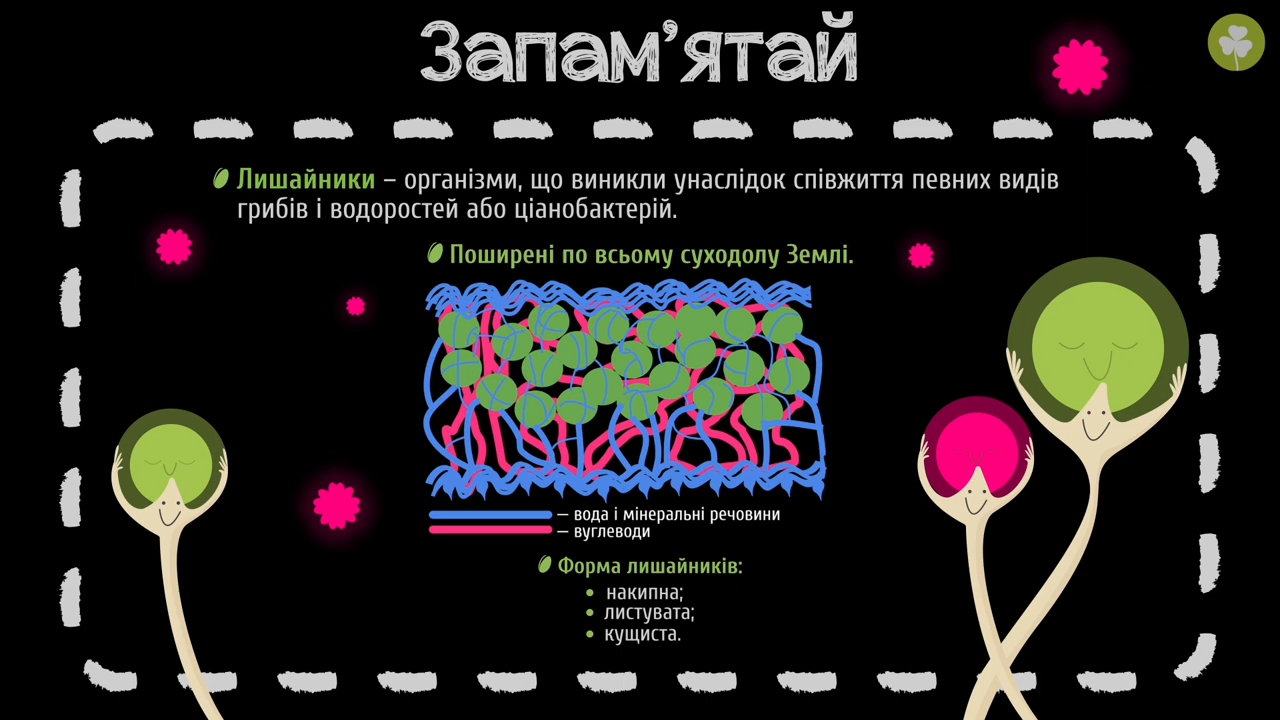 Запам’ятай
Лишайники – організми, що виникли унаслідок співжиття певних видів
грибів і водоростей або ціанобактерій.
Поширені по всьому суходолу Землі.
– вода і мінеральні речовини
– вуглеводи
Форма лишайників:
• накипна;
• листувата;
• кущиста.